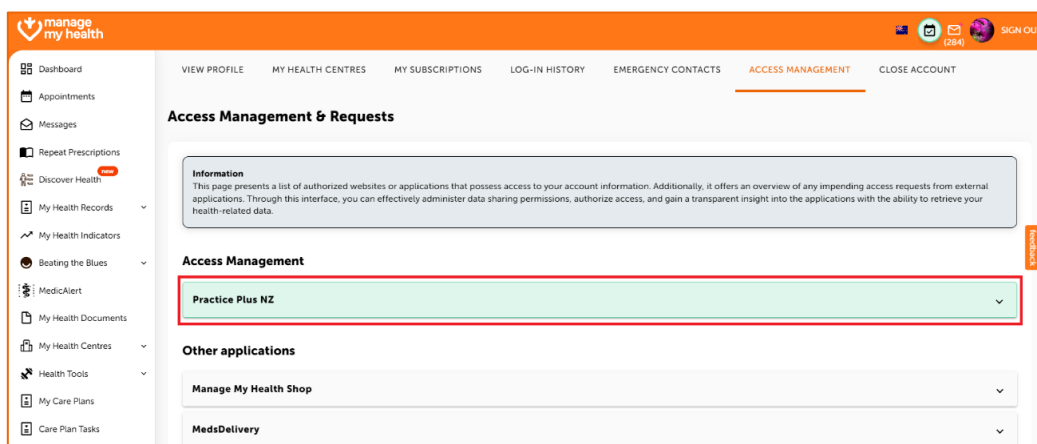 manage
my health
(284)
SIGN OU
Dashboard
Appointments
Messages
Repeat Prescriptions
Discover Health
new
My Health Records
My Health Indicators
Beating the Blues
MedicAlert
My Health Documents
My Health Centres
Health Tools
My Care Plans
Care Plan Tasks
VIEW PROFILE MY HEALTH CENTRES MY SUBSCRIPTIONS LOG-IN HISTORY EMERGENCY CONTACTS ACCESS MANAGEMENT CLOSE ACCOUNT
Access Management & Requests
Information
This page presents a list of authorized websites or applications that possess access to your account information. Additionally, it offers an overview of any impending access requests from external
applications. Through this interface, you can effectively administer data sharing permissions, authorize access, and gain a transparent insight into the applications with the ability to retrieve your
health-related data.
Access Management
Practice Plus NZ
Other applications
Manage My Health Shop
MedsDelivery
feedback